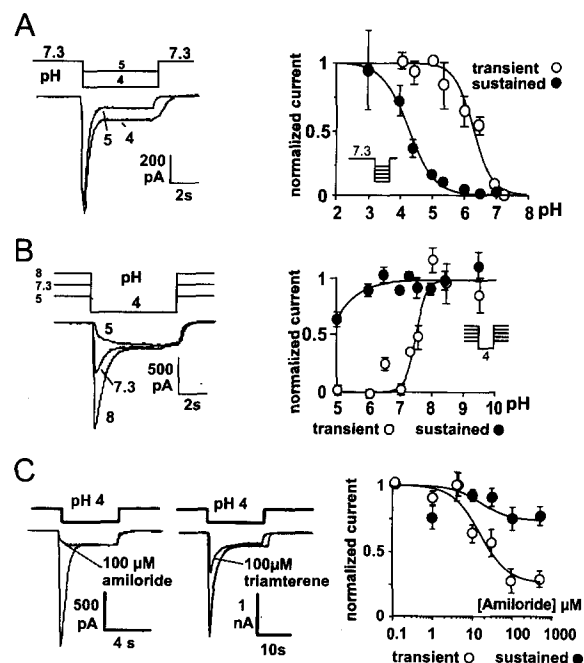 A
7.3
7.3
pH
5
4
5
4
200
pA
2s
normalized current
1
0.5
0
transient
sustained
7.3
2 3 4 5 6 7 8
pH
B
8
7.3
5
pH
4
5
7.3
8
500
pA
2s
normalized current
1
0.5
0
4
5 6 7 8 9 10
pH
transient sustained
C
pH 4
pH 4
100 µM
amiloride
100µM
triamterene
500
pA
4 s
1
nA
10s
normalized current
1
0.5
0
[Amiloride] µM
0.1 1 10 100 1000
transient sustained